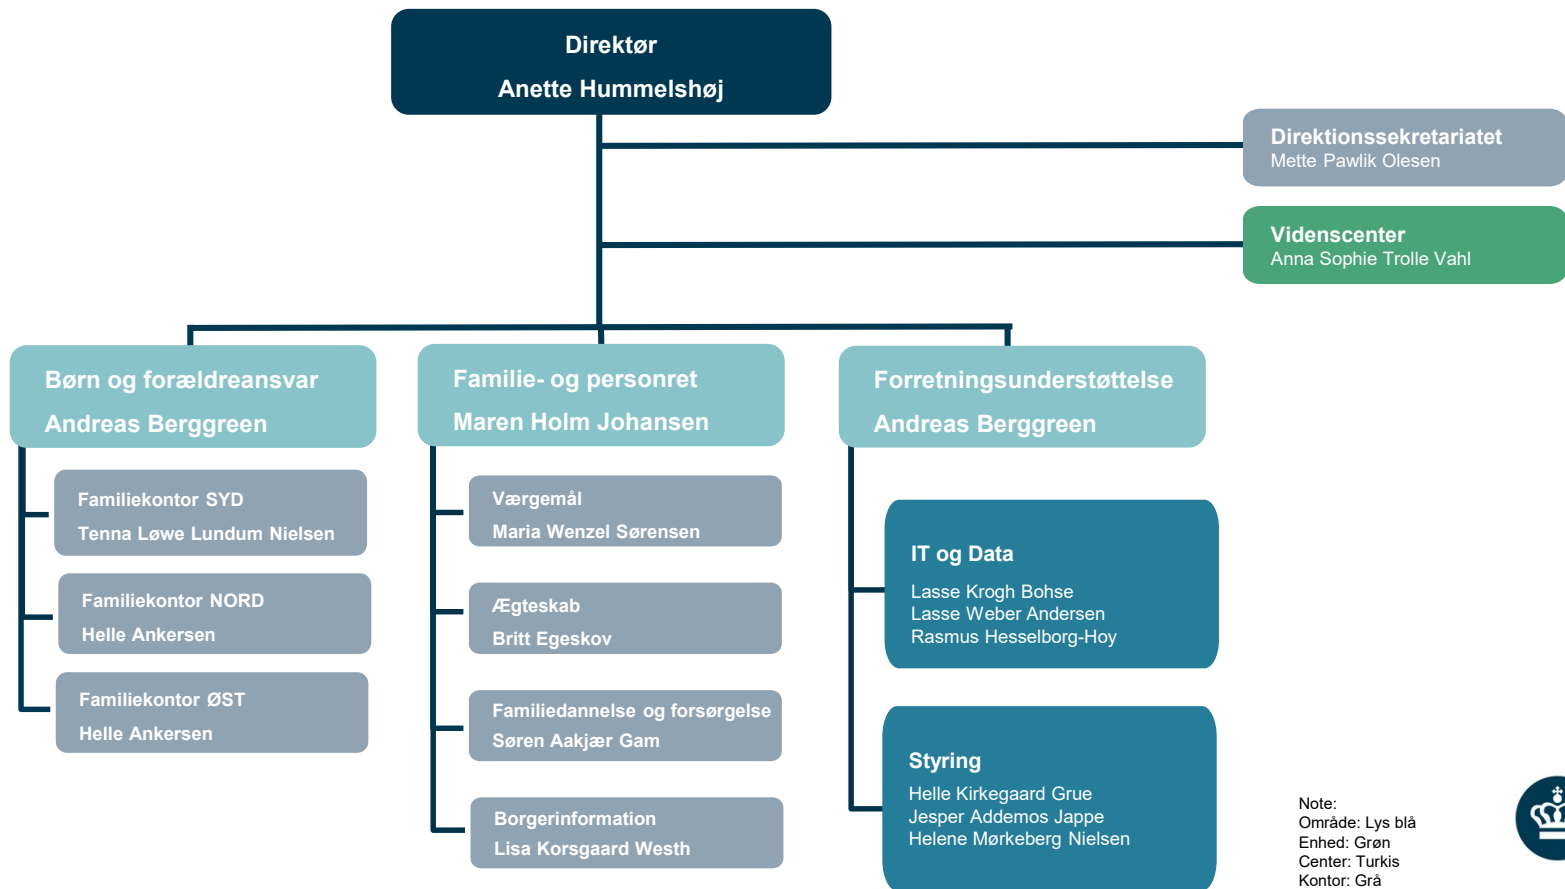 Direktør
Anette Hummelshøj
Direktionssekretariatet
Mette Pawlik Olesen
Videnscenter
Anna Sophie Trolle Vahl
Børn og forældreansvar
Andreas Berggreen
Familiekontor SYD
Tenna Løwe Lundum Nielsen
Familiekontor NORD
Helle Ankersen
Familiekontor ØST
Helle Ankersen
Familie- og personret
Maren Holm Johansen
Værgemål
Maria Wenzel Sørensen
Ægteskab
Britt Egeskov
Familiedannelse og forsørgelse
Søren Aakjær Gam
Borgerinformation
Lisa Korsgaard Westh
Forretningsunderstøttelse
Andreas Berggreen
IT og Data
Lasse Krogh Bohse
Lasse Weber Andersen
Rasmus Hesselborg-Hoy
Styring
Helle Kirkegaard Grue
Jesper Addemos Jappe
Helene Mørkeberg Nielsen
Note:
Område: Lys blå
Enhed: Grøn
Center: Turkis
Kontor: Grå